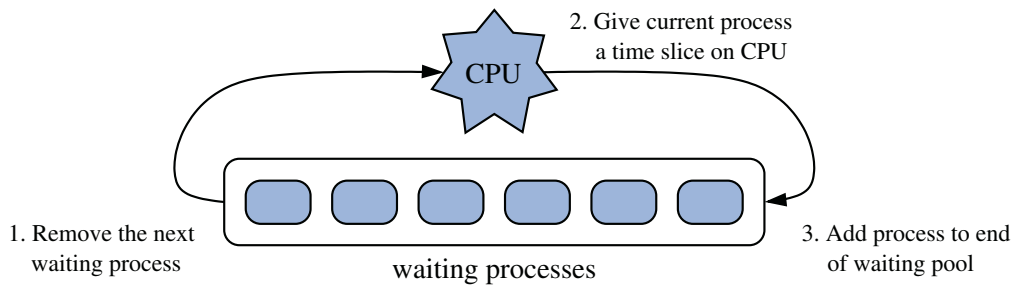 2. Give current process
a time slice on CPU
CPU
1. Remove the next
waiting process
3. Add process to end
of waiting pool
waiting processes